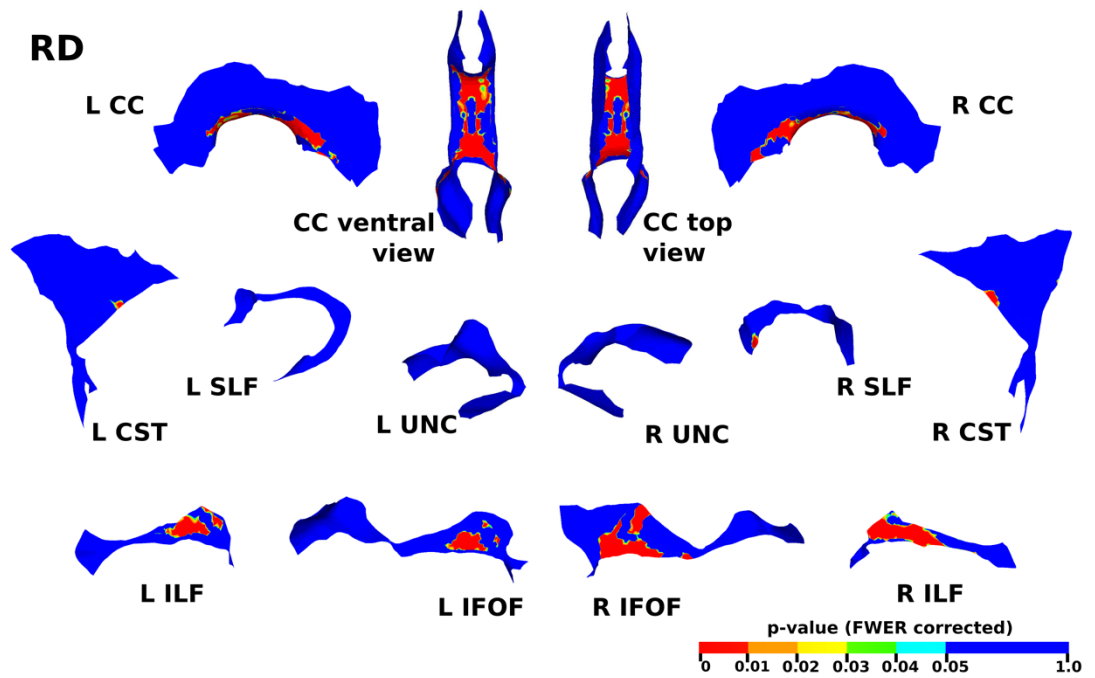 RD
L CC
R CC
CC ventral
view
CC top
view
L SLF
R SLF
L UNC
R UNC
L CST
R CST
L ILF
L IFOF
R IFOF
R ILF
p-value (FWER corrected)
0 0.01 0.02 0.03 0.04 0.05 1.0